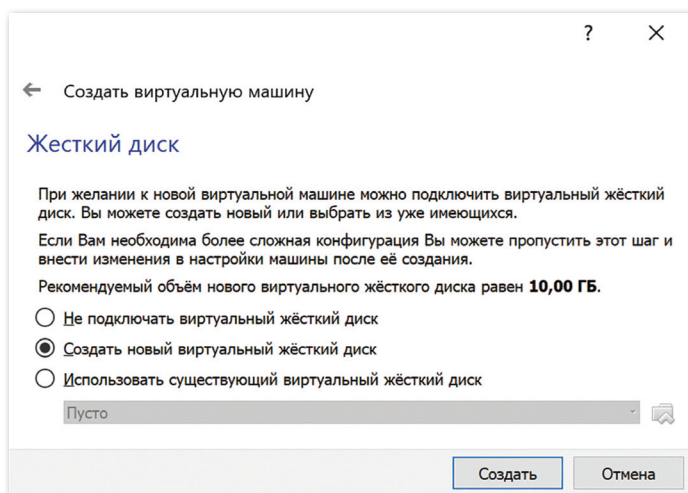 ?
Создать виртуальную машину
Жесткий диск
При желании к новой виртуальной машине можно подключить виртуальный жёсткий
диск. Вы можете создать новый или выбрать из уже имеющихся.
Если Вам необходима более сложная конфигурация Вы можете пропустить этот шаг и
внести изменения в настройки машины после её создания.
Рекомендуемый объём нового виртуального жёсткого диска равен 10,00 ГБ.
Не подключать виртуальный жёсткий диск
Создать новый виртуальный жёсткий диск
Использовать существующий виртуальный жёсткий диск
Пусто
Создать Отмена